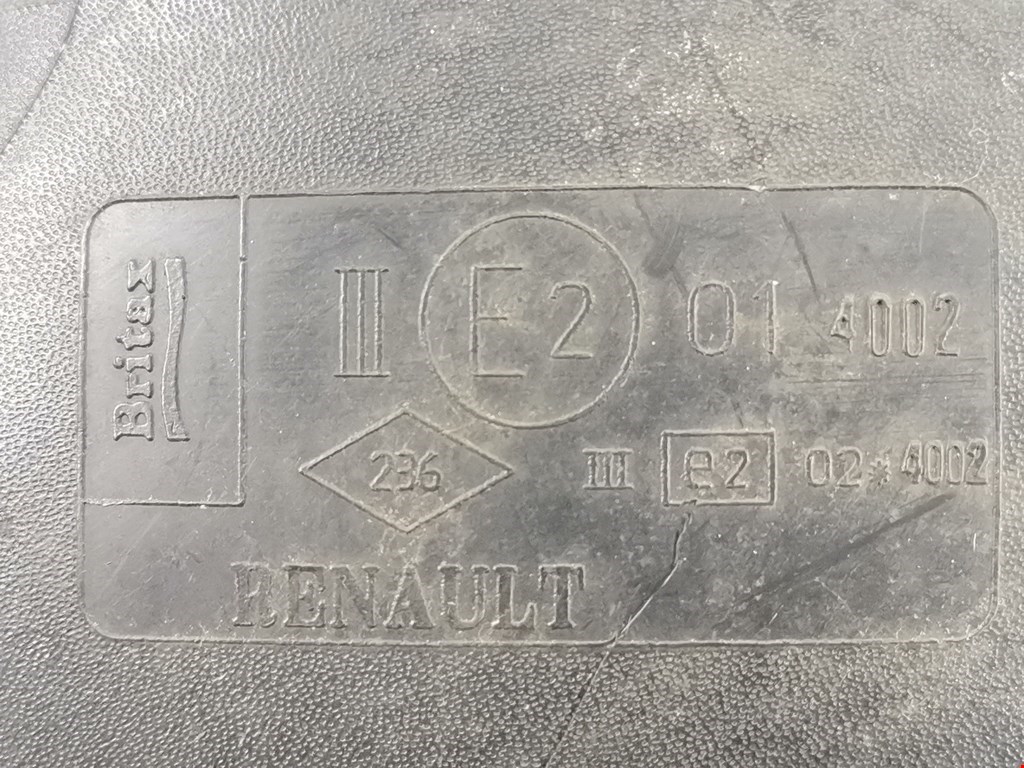 Britax
III E2 01 4002
236 III e2 02*4002
RENAULT